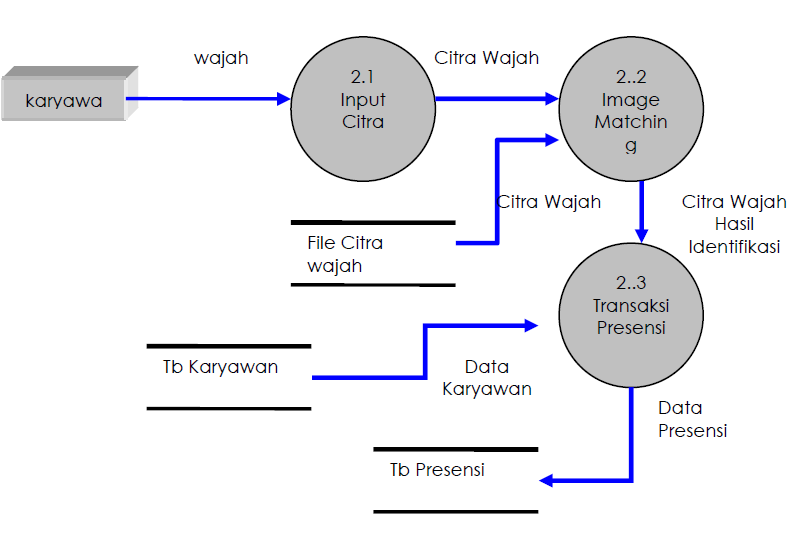 wajah
Citra Wajah
karyawa
2.1
Input
Citra
2..2
Image
Matchin
g
Citra Wajah
Citra Wajah
Hasil
Identifikasi
File Citra
wajah
2..3
Transaksi
Presensi
Tb Karyawan
Data
Karyawan
Data
Presensi
Tb Presensi